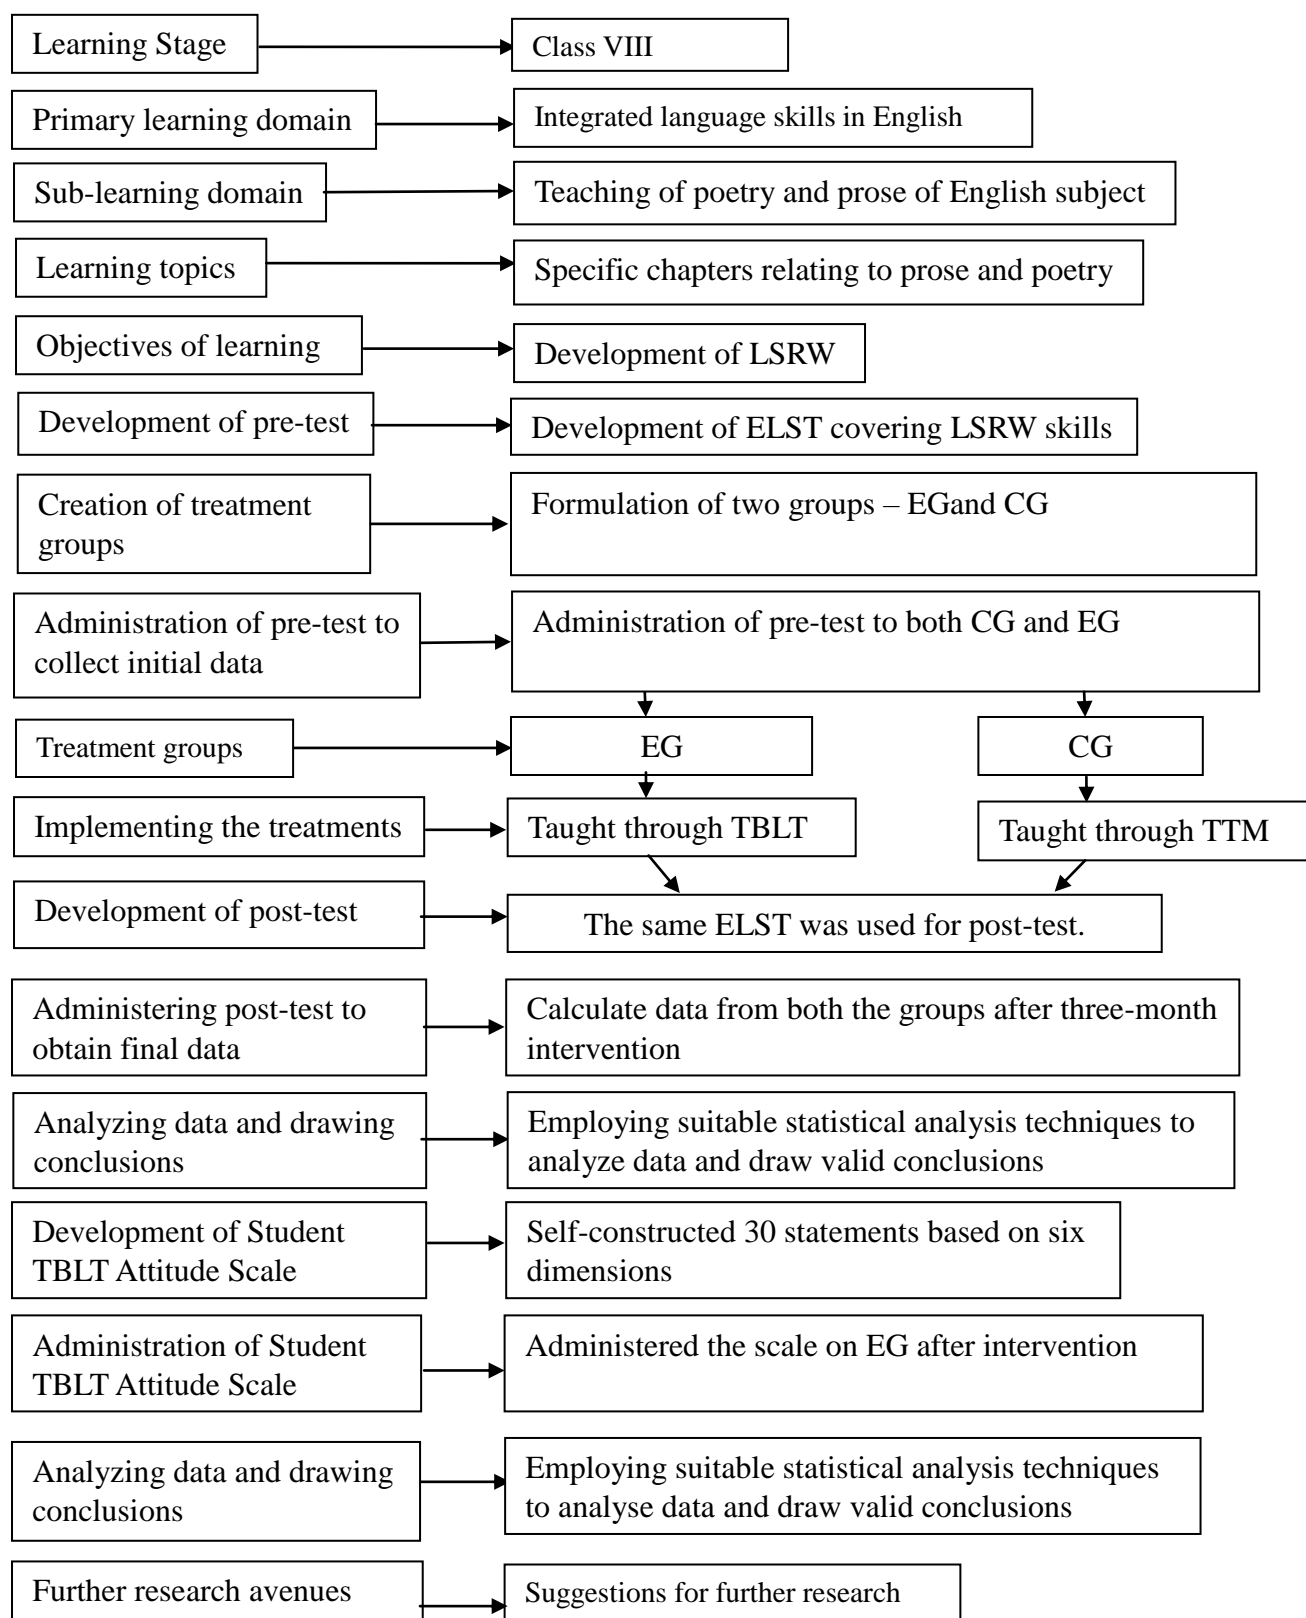 Learning Stage
Class VIII
Primary learning domain
Integrated language skills in English
Sub-learning domain
Teaching of poetry and prose of English subject
Learning topics
Specific chapters relating to prose and poetry
Objectives of learning
Development of LSRW
Development of pre-test
Development of ELST covering LSRW skills
Creation of treatment
groups
Formulation of two groups – EGand CG
Administration of pre-test to
collect initial data
Administration of pre-test to both CG and EG
Treatment groups
EG
CG
Implementing the treatments
Taught through TBLT
Taught through TTM
Development of post-test
The same ELST was used for post-test.
Administering post-test to
obtain final data
Calculate data from both the groups after three-month
intervention
Analyzing data and drawing
conclusions
Employing suitable statistical analysis techniques to
analyze data and draw valid conclusions
Development of Student
TBLT Attitude Scale
Self-constructed 30 statements based on six
dimensions
Administration of Student
TBLT Attitude Scale
Administered the scale on EG after intervention
Analyzing data and drawing
conclusions
Employing suitable statistical analysis techniques
to analyse data and draw valid conclusions
Further research avenues
Suggestions for further research